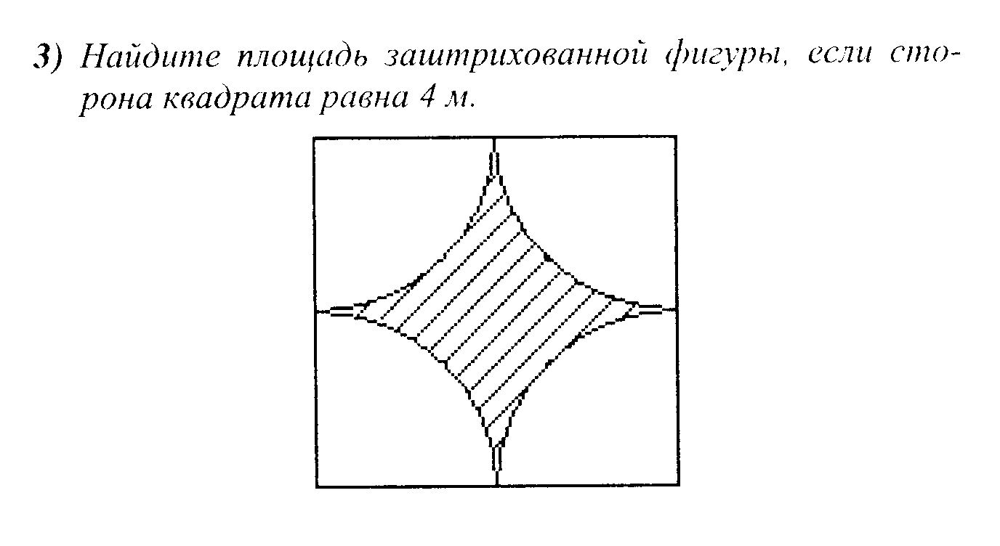 3) Найдите площадь заштрихованной фигуры, если сто-
рона квадрата равна 4 м.